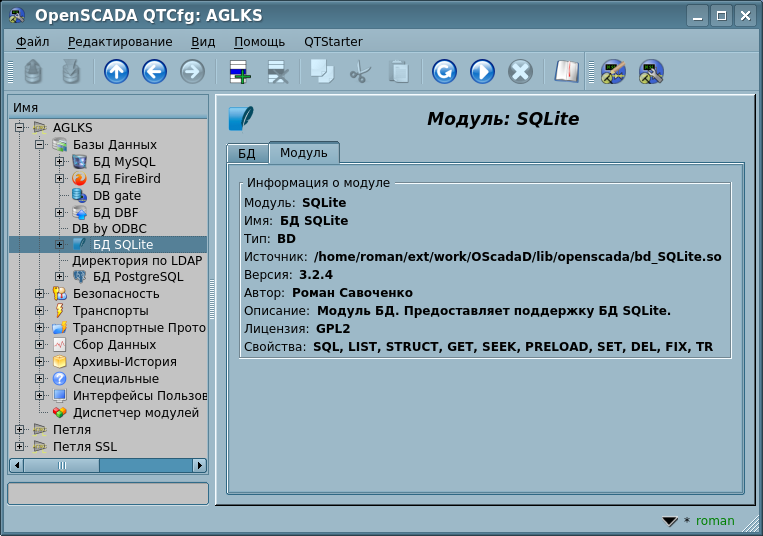 OpenSCADA QTCfg: AGLKS
Файл Редактирование Вид Помощь QTStarter
Имя
AGLKS
Базы Данных
БД MySQL
БД FireBird
DB gate
БД DBF
DB by ODBC
БД SQLite
Директория по LDAP
БД PostgreSQL
Безопасность
Транспорты
Транспортные Прото
Сбор Данных
Архивы-История
Специальные
Интерфейсы Пользов
Диспетчер модулей
Петля
Петля SSL
Модуль: SQLite
БД Модуль
Информация о модуле
Модуль: SQLite
Имя: БД SQLite
Тип: BD
Источник: /home/roman/ext/work/OScadaD/lib/openscada/bd_SQLite.so
Версия: 3.2.4
Автор: Роман Савоченко
Описание: Модуль БД. Предоставляет поддержку БД SQLite.
Лицензия: GPL2
Свойства: SQL, LIST, STRUCT, GET, SEEK, PRELOAD, SET, DEL, FIX, TR
* roman